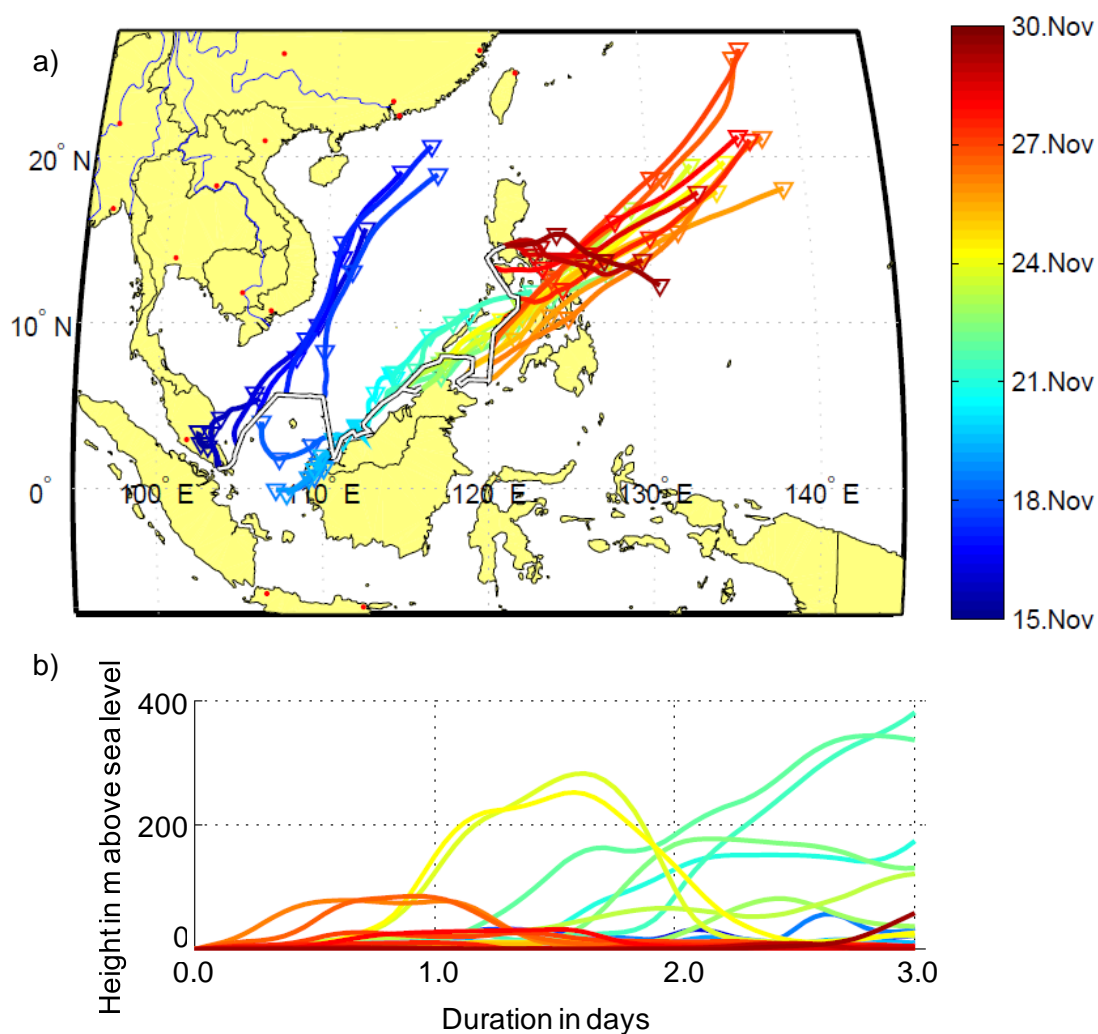 a)
30.Nov
27.Nov
24.Nov
21.Nov
18.Nov
15.Nov
20° N
10° N
0°
100° E
110° E
120° E
130° E
140° E
b)
Height in m above sea level
400
200
0
0.0
1.0
2.0
3.0
Duration in days